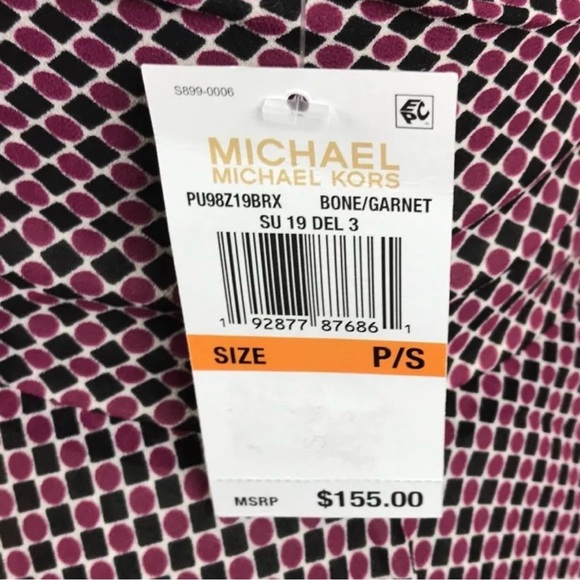 S899-0006
EPC
MICHAEL
MICHAEL KORS
PU98Z19BRX BONE/GARNET
SU 19 DEL 3
1 92877 87686 1
SIZE P/S
MSRP $155.00